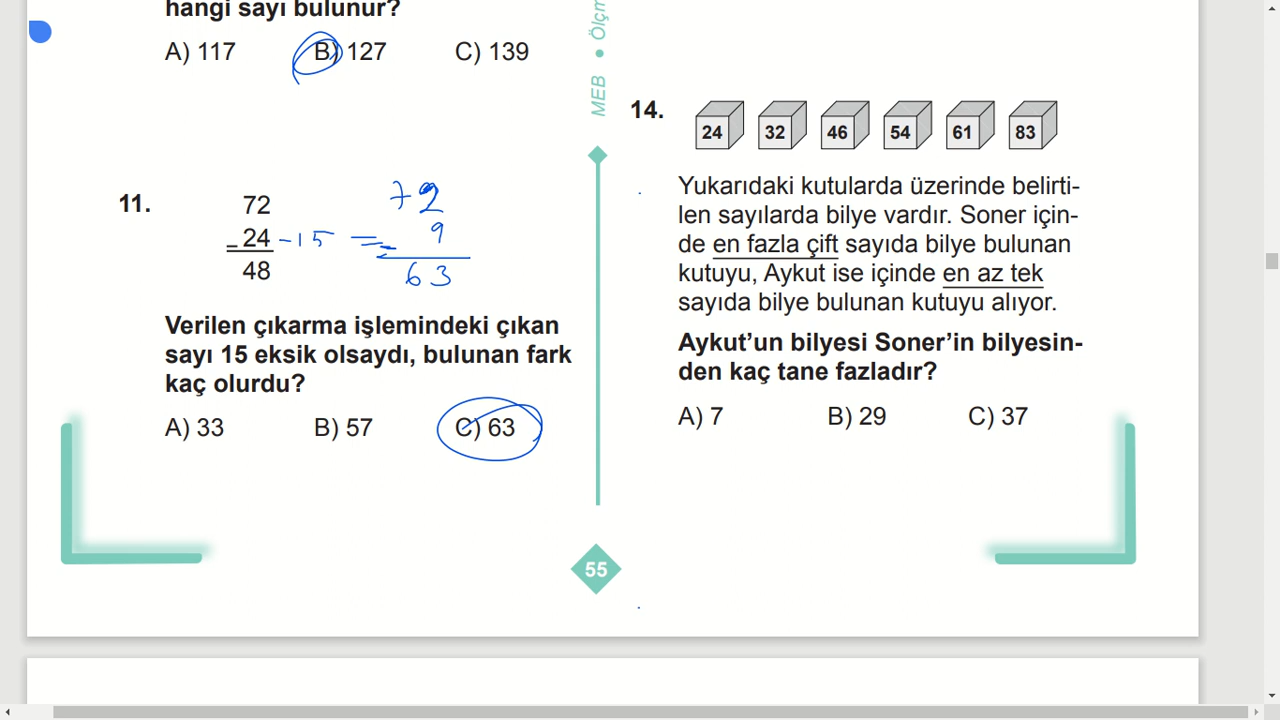 hangi sayı bulunur?
A) 117 B) 127 C) 139
11.
72
- 24 -15 =
48
72
- 9
63
Verilen çıkarma işlemindeki çıkan
sayı 15 eksik olsaydı, bulunan fark
kaç olurdu?
A) 33 B) 57 C) 63
MEB • Ölçm
14.
24 32 46 54 61 83
Yukarıdaki kutularda üzerinde belirti-
len sayılarda bilye vardır. Soner için-
de en fazla çift sayıda bilye bulunan
kutuyu, Aykut ise içinde en az tek
sayıda bilye bulunan kutuyu alıyor.
Aykut’un bilyesi Soner’in bilyesin-
den kaç tane fazladır?
A) 7 B) 29 C) 37
55